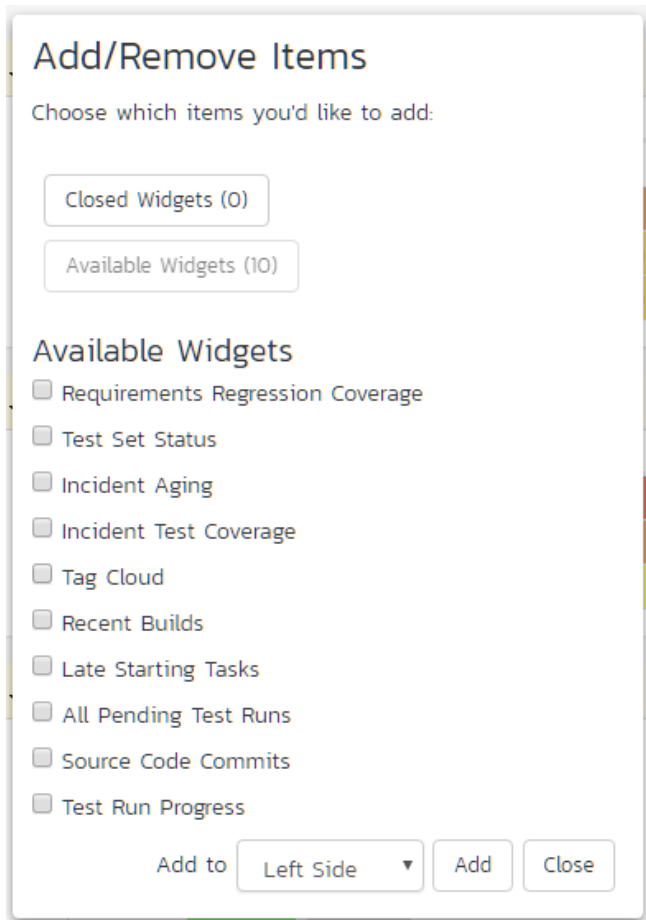 Add/Remove Items
Choose which items you'd like to add:
Closed Widgets (0)
Available Widgets (10)
Available Widgets
Requirements Regression Coverage
Test Set Status
Incident Aging
Incident Test Coverage
Tag Cloud
Recent Builds
Late Starting Tasks
All Pending Test Runs
Source Code Commits
Test Run Progress
Add to Left Side Add Close